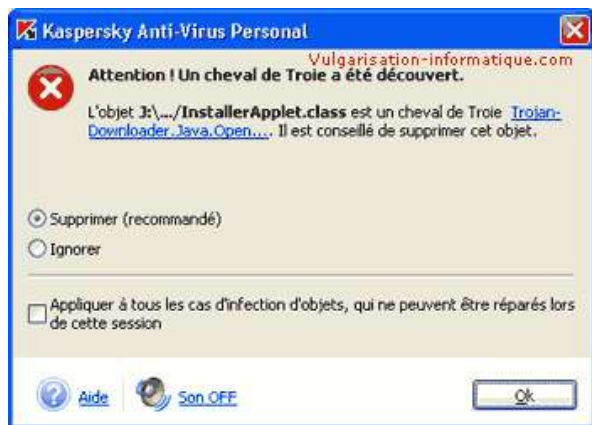 Kaspersky Anti-Virus Personal
Vulgarisation-informatique.com
Attention ! Un cheval de Troie a été découvert.
L'objet J:\.../InstallerApplet.class est un cheval de Troie Trojan-
Downloader.Java.Open.... Il est conseillé de supprimer cet objet.
Supprimer (recommandé)
Ignorer
Appliquer à tous les cas d'infection d'objets, qui ne peuvent être réparés lors
de cette session
Aide
Son OFF
Ok